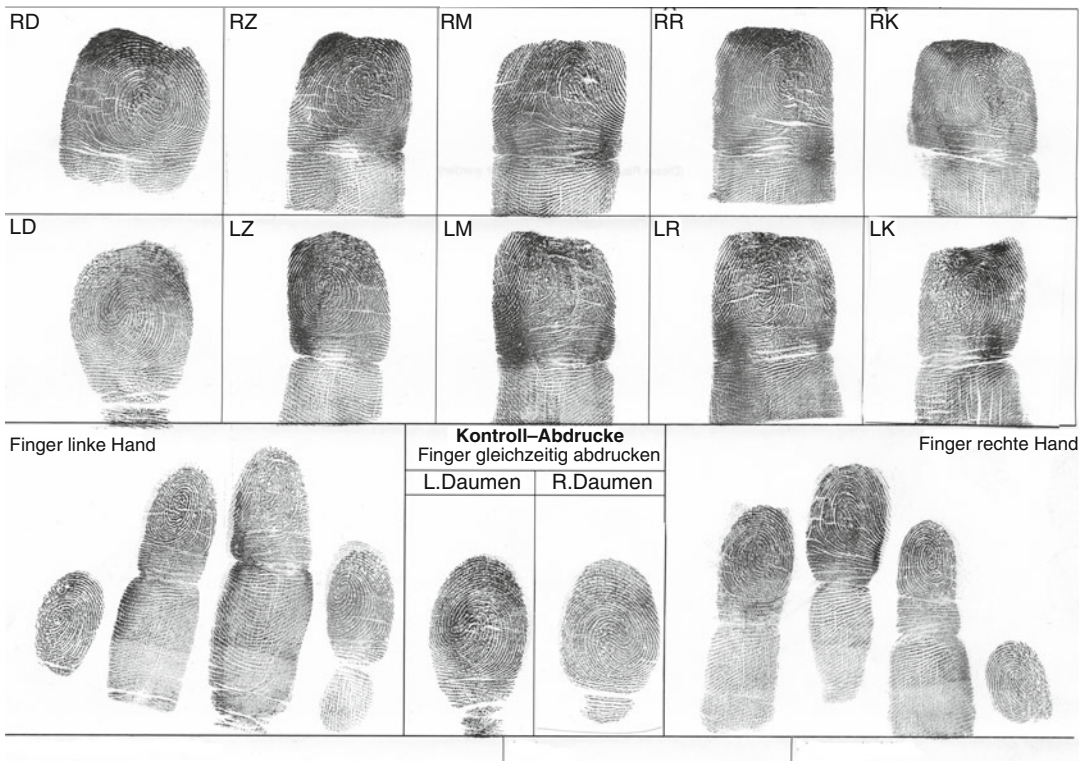 RD
RZ
RM
RR
RK
LD
LZ
LM
LR
LK
Finger linke Hand
Kontroll–Abdrucke
Finger gleichzeitig abdrucken
L.Daumen
R.Daumen
Finger rechte Hand